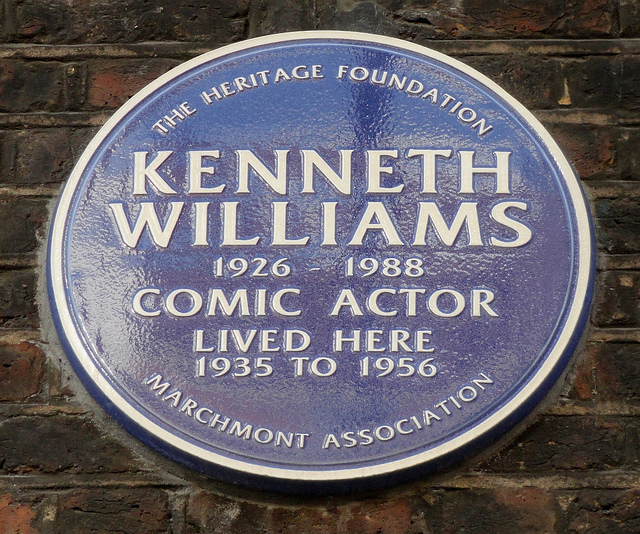 THE HERITAGE FOUNDATION
KENNETH
WILLIAMS
1926 - 1988
COMIC ACTOR
LIVED HERE
1935 TO 1956
MARCHMONT ASSOCIATION